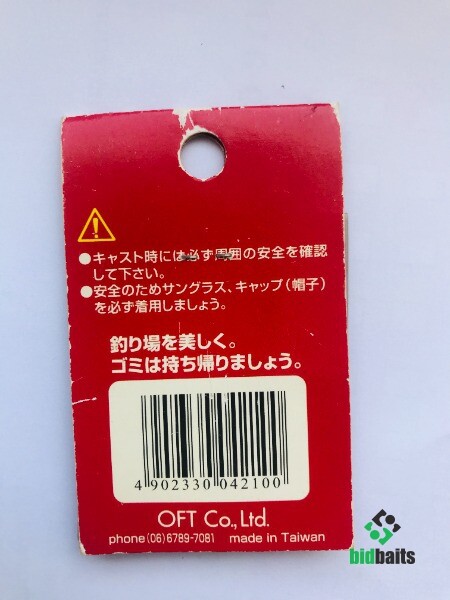 ●キャスト時には必ず周囲の安全を確認
して下さい。
●安全のためサングラス、キャップ(帽子)
を必ず着用しましょう。
釣り場を美しく。
ゴミは持ち帰りましょう。
4 902330 042100
OFT Co.,Ltd.
phone(06)6789-7081 made in Taiwan
bidbaits